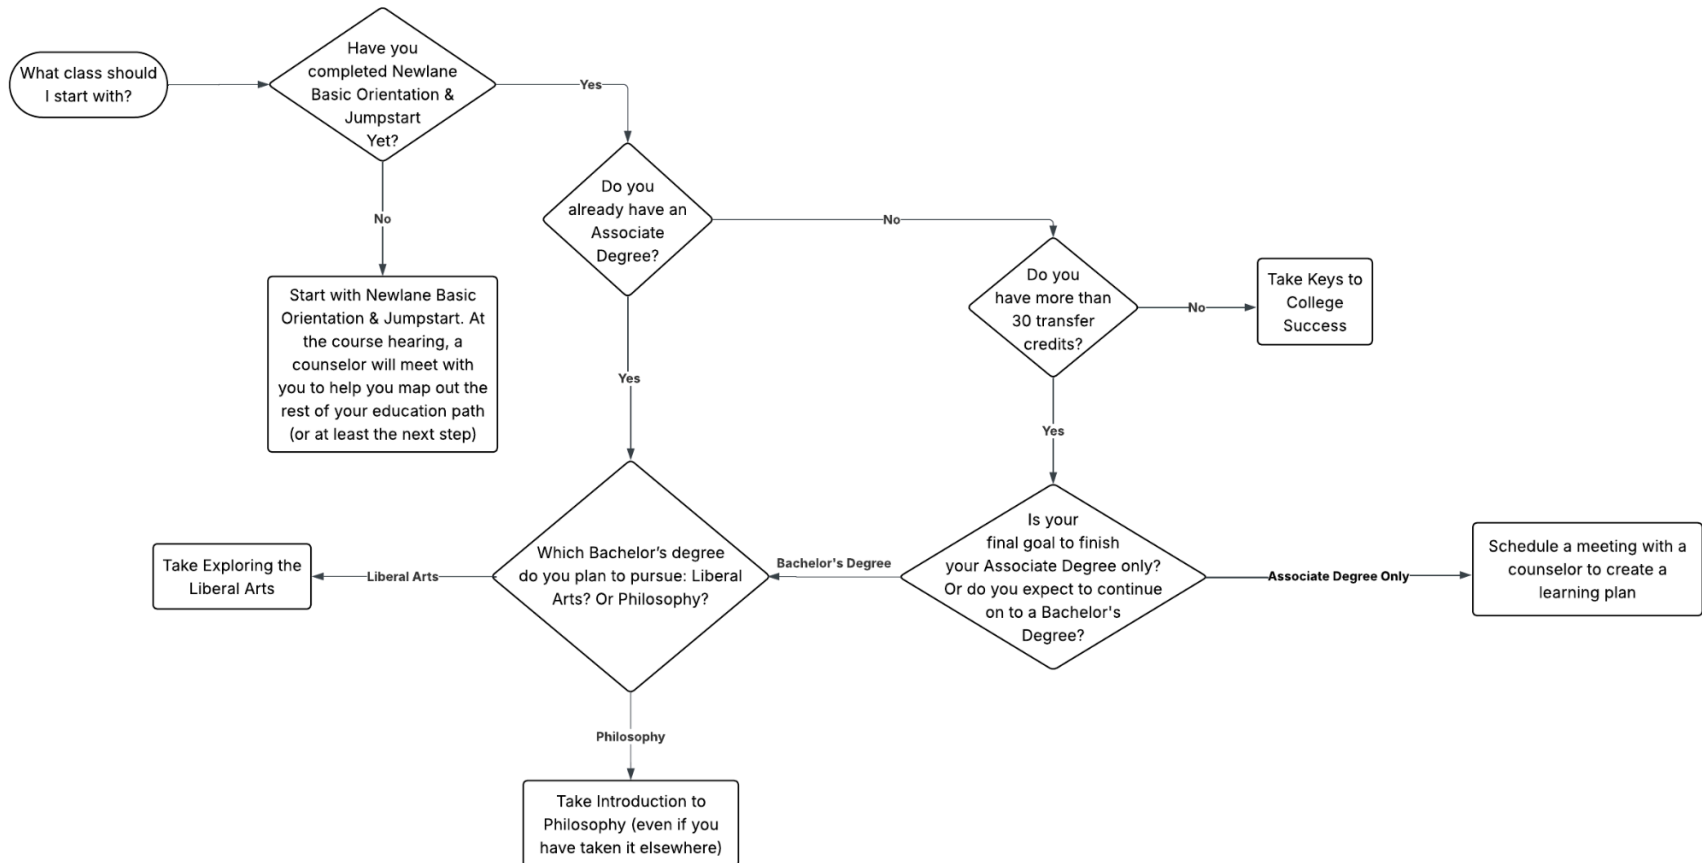 What class should
I start with?
Have you
completed Newlane
Basic Orientation &
Jumpstart
Yet?
Yes
No
Start with Newlane Basic
Orientation & Jumpstart. At
the course hearing, a
counselor will meet with
you to help you map out the
rest of your education path
(or at least the next step)
Do you
already have an
Associate
Degree?
No
Yes
Do you
have more than
30 transfer
credits?
No
Take Keys to
College
Success
Yes
Is your
final goal to finish
your Associate Degree only?
Or do you expect to continue
on to a Bachelor's
Degree?
Associate Degree Only
Schedule a meeting with a
counselor to create a
learning plan
Bachelor's Degree
Which Bachelor’s degree
do you plan to pursue: Liberal
Arts? Or Philosophy?
Liberal Arts
Take Exploring the
Liberal Arts
Philosophy
Take Introduction to
Philosophy (even if you
have taken it elsewhere)